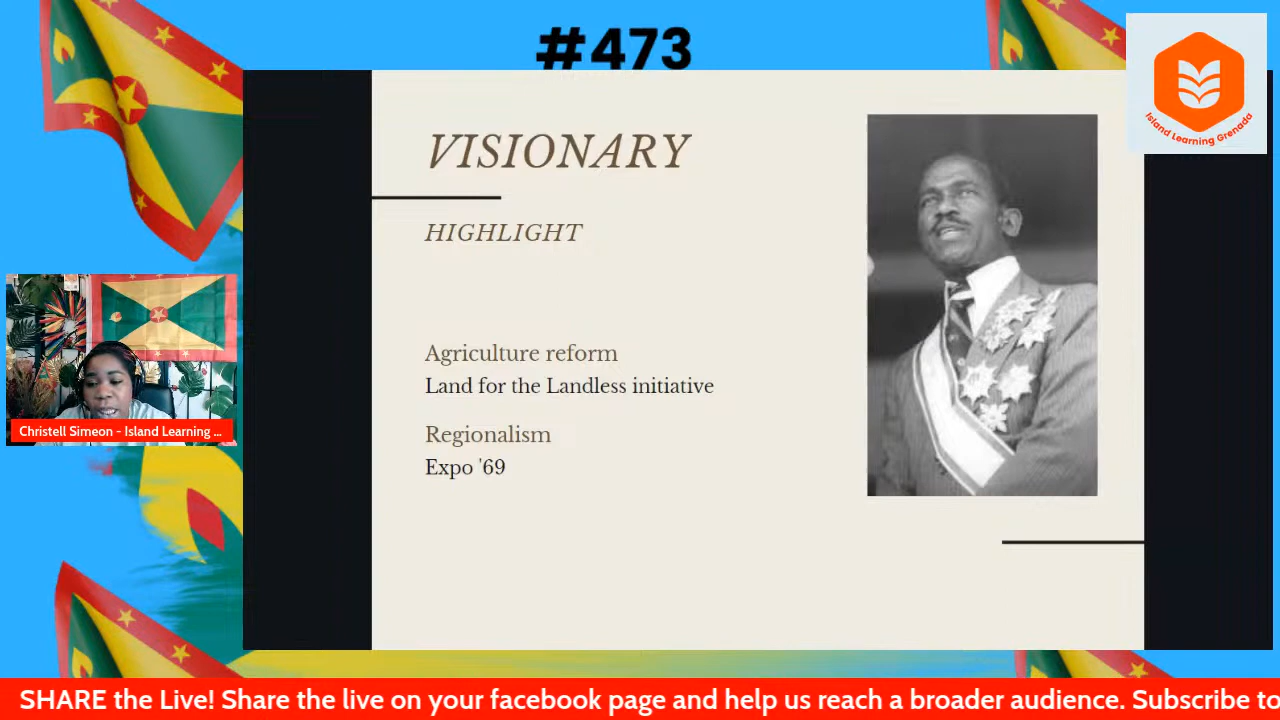 #473
Island Learning Grenada
VISIONARY
HIGHLIGHT
Agriculture reform
Land for the Landless initiative
Regionalism
Expo '69
Christell Simeon - Island Learning ...
SHARE the Live! Share the live on your facebook page and help us reach a broader audience. Subscribe to